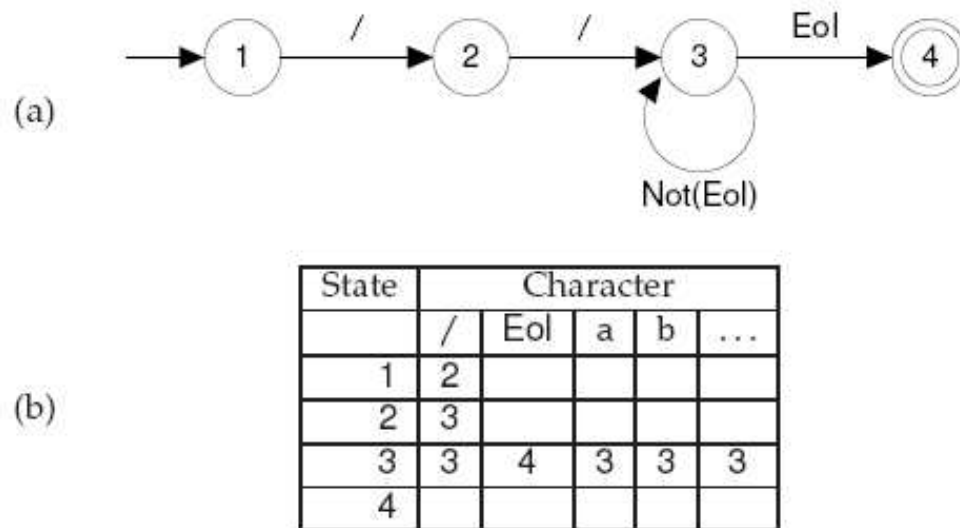 (a)
/ / Eol
1 2 3 4
Not(Eol)
(b)
State Character
/ Eol a b ...
1 2
2 3
3 3 4 3 3 3
4